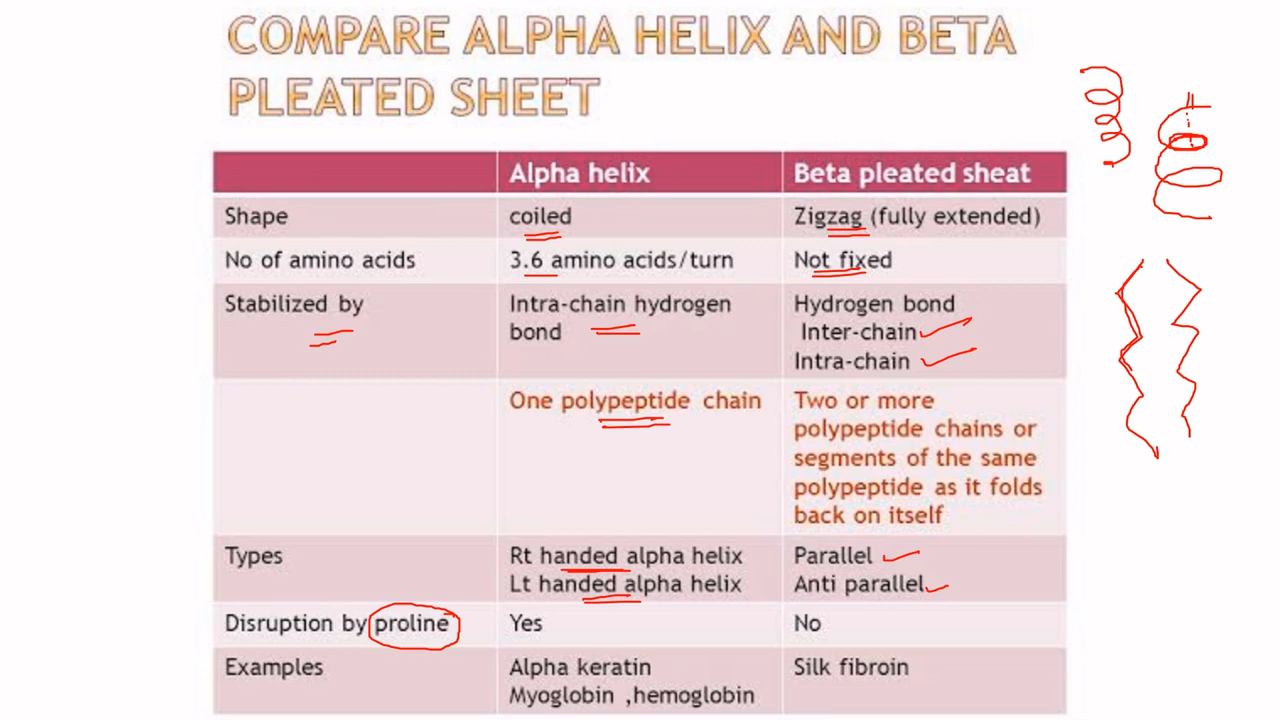 COMPARE ALPHA HELIX AND BETA
PLEATED SHEET
Alpha helix
Beta pleated sheat
Shape
coiled
Zigzag (fully extended)
No of amino acids
3.6 amino acids/turn
Not fixed
Stabilized by
Intra-chain hydrogen
bond
Hydrogen bond
Inter-chain
Intra-chain
One polypeptide chain
Two or more
polypeptide chains or
segments of the same
polypeptide as it folds
back on itself
Types
Rt handed alpha helix
Lt handed alpha helix
Parallel
Anti parallel
Disruption by proline
Yes
No
Examples
Alpha keratin
Myoglobin ,hemoglobin
Silk fibroin